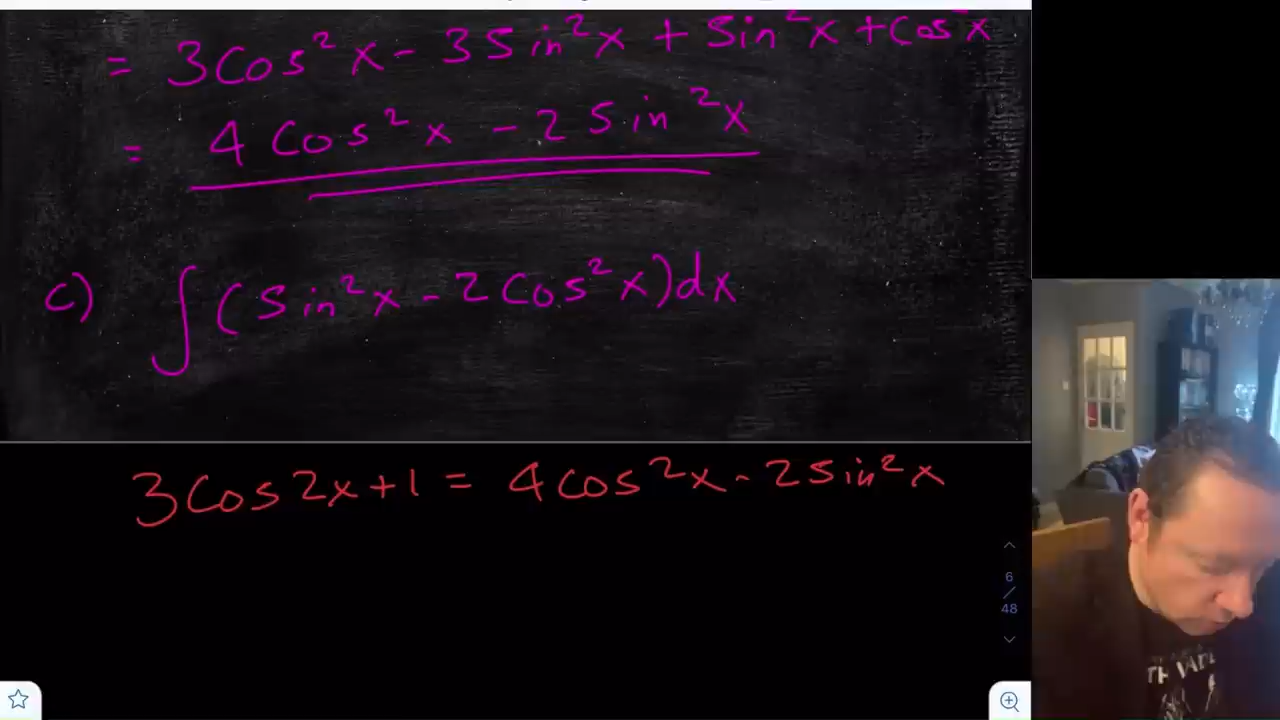 = 3cos²x - 3sin²x + sin²x + cos²x
= 4cos²x - 2sin²x
c) ∫(sin²x - 2cos²x)dx
3cos2x+1 = 4cos²x - 2sin²x
6
/
48